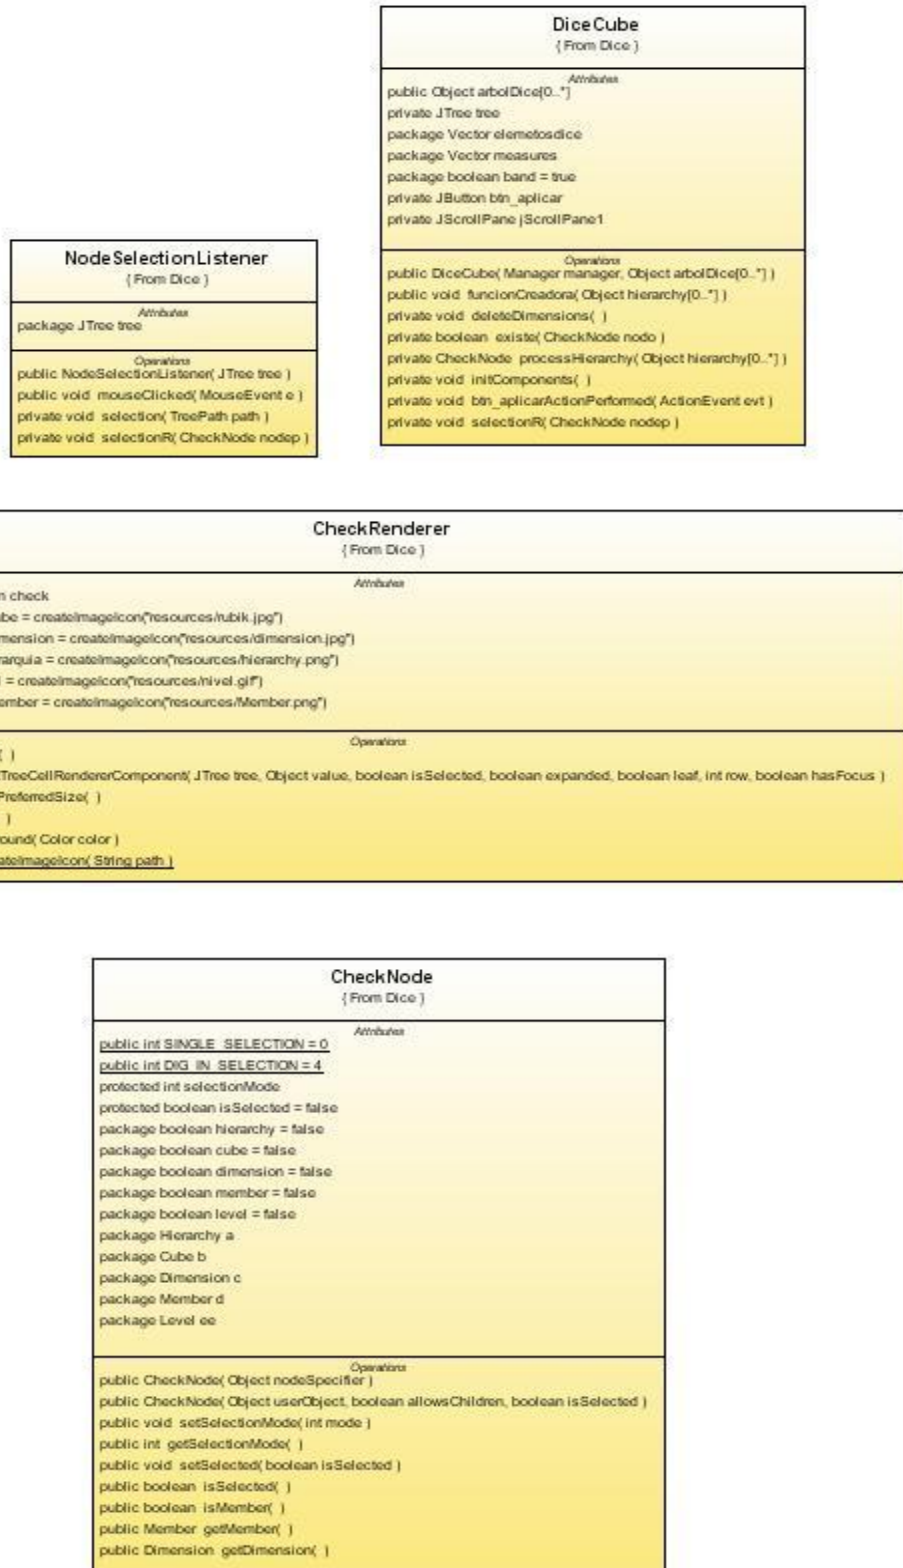 DiceCube
{ From Dice }
Attributes
public Object arbolDice[0..*]
private JTree tree
package Vector elemetosdice
package Vector measures
package boolean band = true
private JButton btn_aplicar
private JScrollPane jScrollPane1
Operations
public DiceCube( Manager manager, Object arbolDice[0..*] )
public void funcionCreadora( Object hierarchy[0..*] )
private void deleteDimensions( )
private boolean existe( CheckNode nodo )
private CheckNode processHierarchy( Object hierarchy[0..*] )
private void initComponents( )
private void btn_aplicarActionPerformed( ActionEvent evt )
private void selectionR( CheckNode nodep )
NodeSelectionListener
{ From Dice }
Attributes
package JTree tree
Operations
public NodeSelectionListener( JTree tree )
public void mouseClicked( MouseEvent e )
private void selection( TreePath path )
private void selectionR( CheckNode nodep )
CheckRenderer
{ From Dice }
Attributes
check
be = createImageIcon("resources/rubik.jpg")
mension = createImageIcon("resources/dimension.jpg")
rarquia = createImageIcon("resources/hierarchy.png")
l = createImageIcon("resources/nivel.gif")
ember = createImageIcon("resources/Member.png")
Operations
( )
TreeCellRendererComponent( JTree tree, Object value, boolean isSelected, boolean expanded, boolean leaf, int row, boolean hasFocus )
PreferredSize( )
)
ound( Color color )
ateImageIcon( String path )
CheckNode
{ From Dice }
Attributes
public int SINGLE_SELECTION = 0
public int DIG_IN_SELECTION = 4
protected int selectionMode
protected boolean isSelected = false
package boolean hierarchy = false
package boolean cube = false
package boolean dimension = false
package boolean member = false
package boolean level = false
package Hierarchy a
package Cube b
package Dimension c
package Member d
package Level ee
Operations
public CheckNode( Object nodeSpecifier )
public CheckNode( Object userObject, boolean allowsChildren, boolean isSelected )
public void setSelectionMode( int mode )
public int getSelectionMode( )
public void setSelected( boolean isSelected )
public boolean isSelected( )
public boolean isMember( )
public Member getMember( )
public Dimension getDimension( )